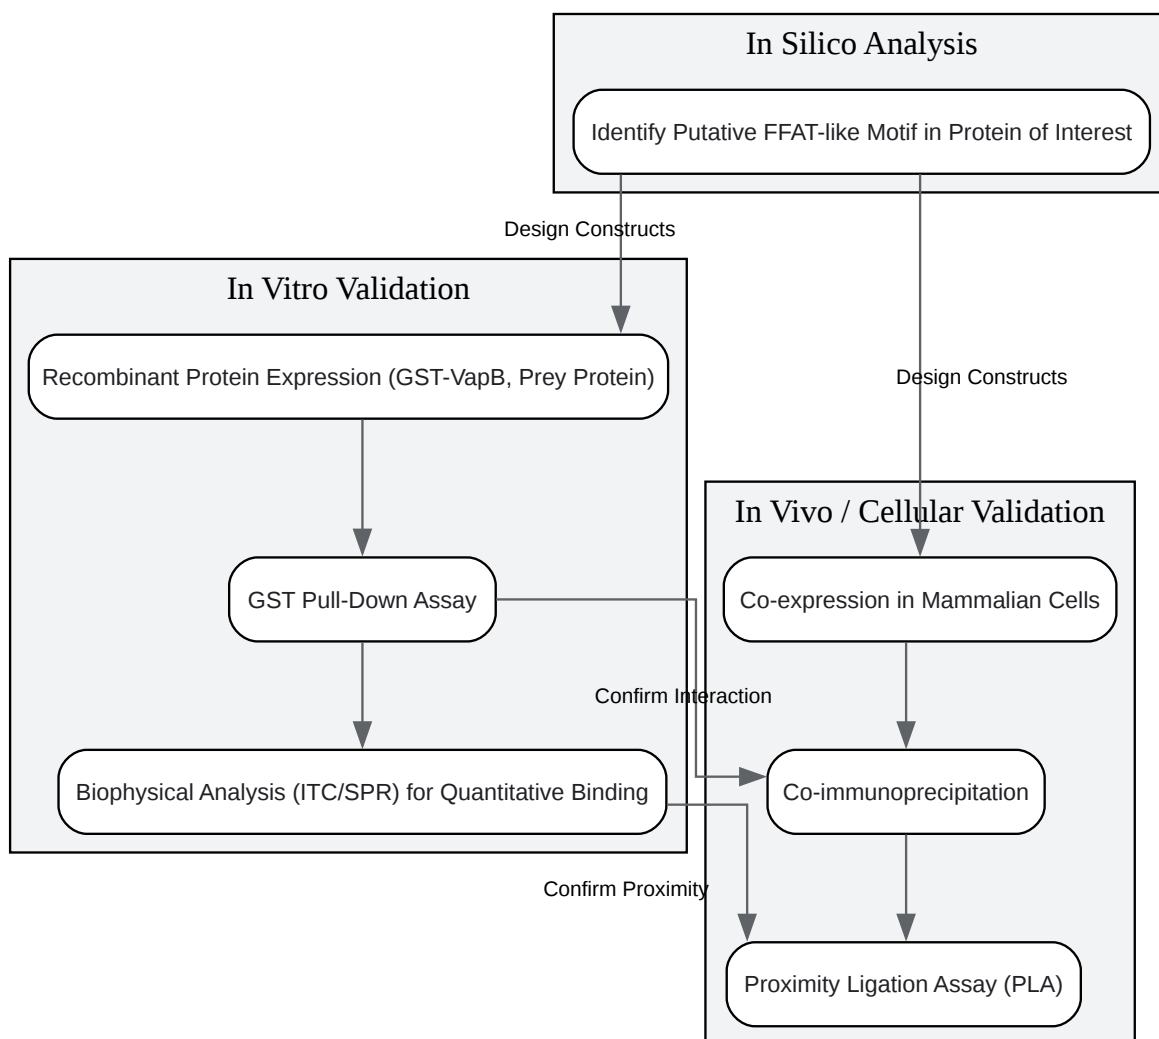 In Silico Analysis
Identify Putative FFAT-like Motif in Protein of Interest
Design Constructs
In Vitro Validation
Recombinant Protein Expression (GST-VapB, Prey Protein)
Design Constructs
In Vivo / Cellular Validation
GST Pull-Down Assay
Co-expression in Mammalian Cells
Confirm Interaction
Biophysical Analysis (ITC/SPR) for Quantitative Binding
Co-immunoprecipitation
Confirm Proximity
Proximity Ligation Assay (PLA)